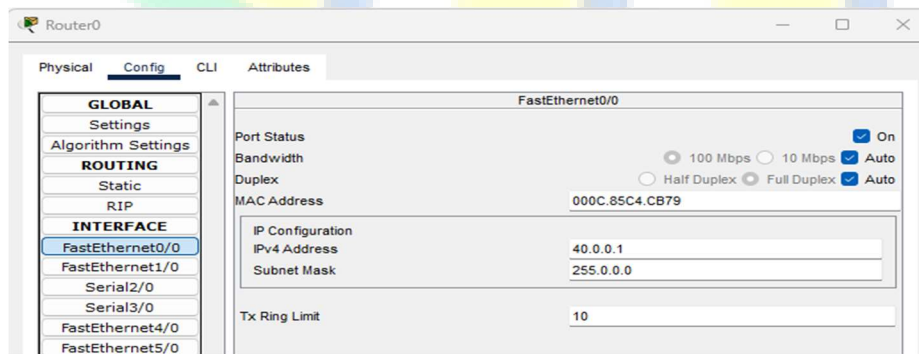 Router0
Physical Config CLI Attributes
GLOBAL
Settings
Algorithm Settings
ROUTING
Static
RIP
INTERFACE
FastEthernet0/0
FastEthernet1/0
Serial2/0
Serial3/0
FastEthernet4/0
FastEthernet5/0
FastEthernet0/0
Port Status On
Bandwidth 100 Mbps 10 Mbps Auto
Duplex Half Duplex Full Duplex Auto
MAC Address 000C.85C4.CB79
IP Configuration
IPv4 Address 40.0.0.1
Subnet Mask 255.0.0.0
Tx Ring Limit 10